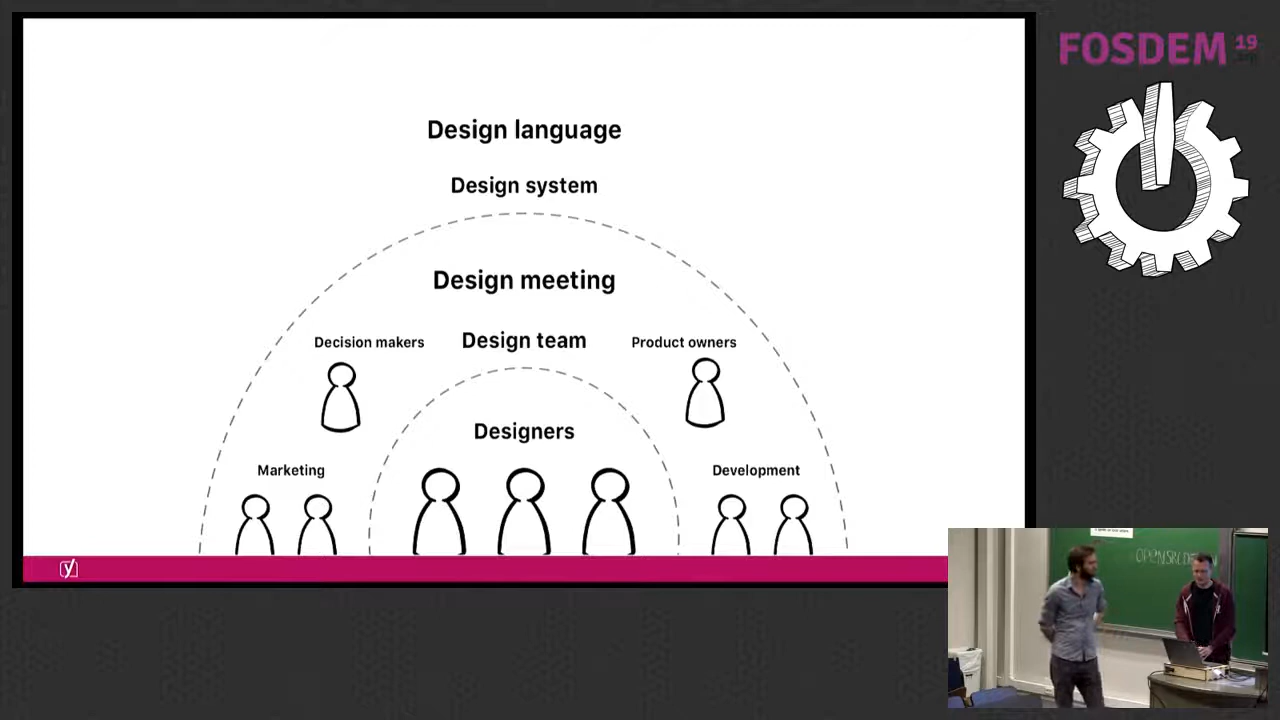 Design language
Design system
Design meeting
Decision makers
Design team
Product owners
Designers
Marketing
Development
FOSDEM 19
y